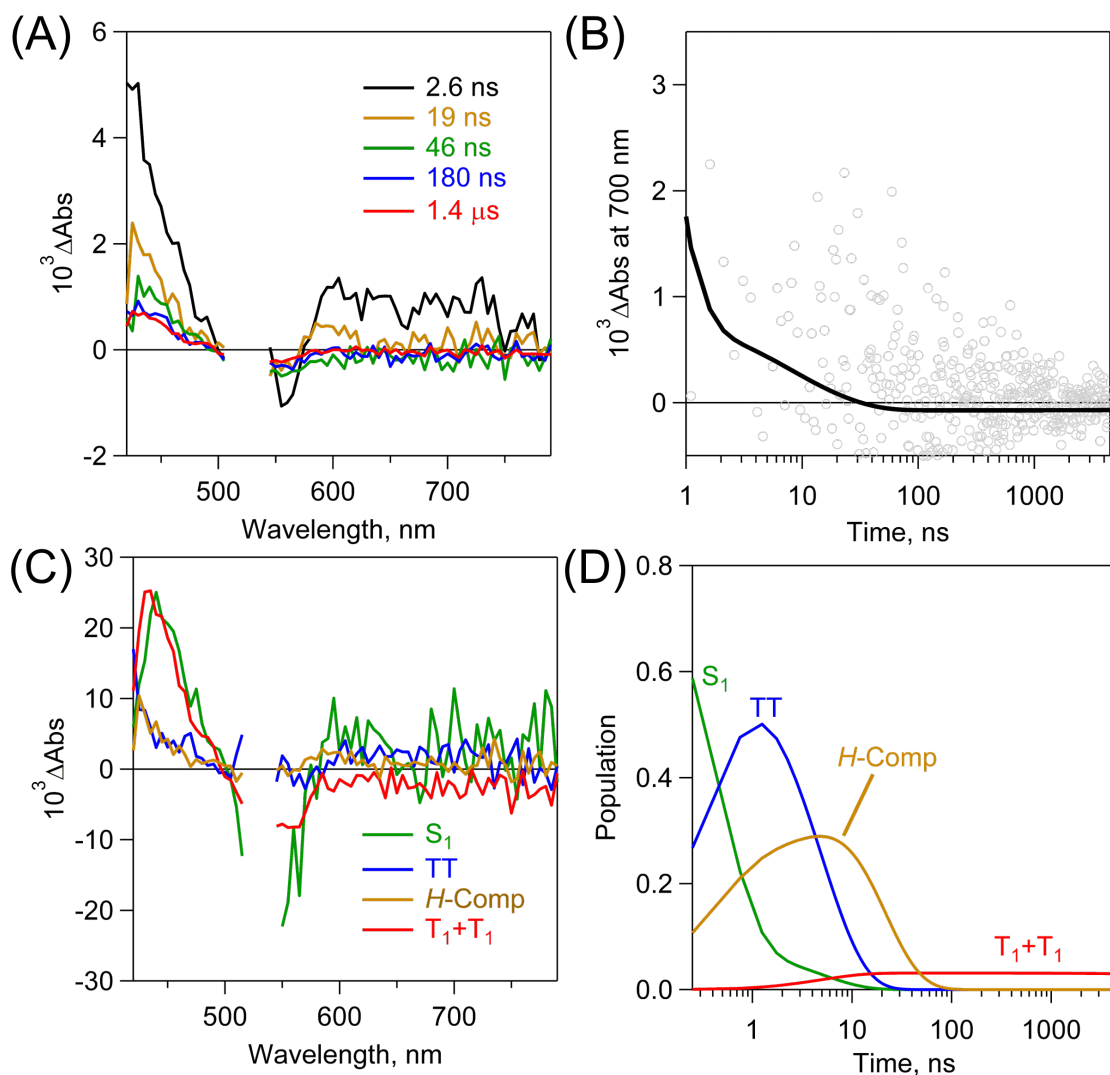 (A)
6
4
2
0
-2
10³ΔAbs
500
600
700
Wavelength, nm
2.6 ns
19 ns
46 ns
180 ns
1.4 μs
(B)
3
2
1
0
10³ΔAbs at 700 nm
1
10
100
1000
Time, ns
(C)
30
20
10
0
-10
-20
-30
10³ΔAbs
500
600
700
Wavelength, nm
S₁
TT
H-Comp
T₁+T₁
(D)
0.8
0.6
0.4
0.2
0.0
Population
S₁
TT
H-Comp
T₁+T₁
1
10
100
1000
Time, ns